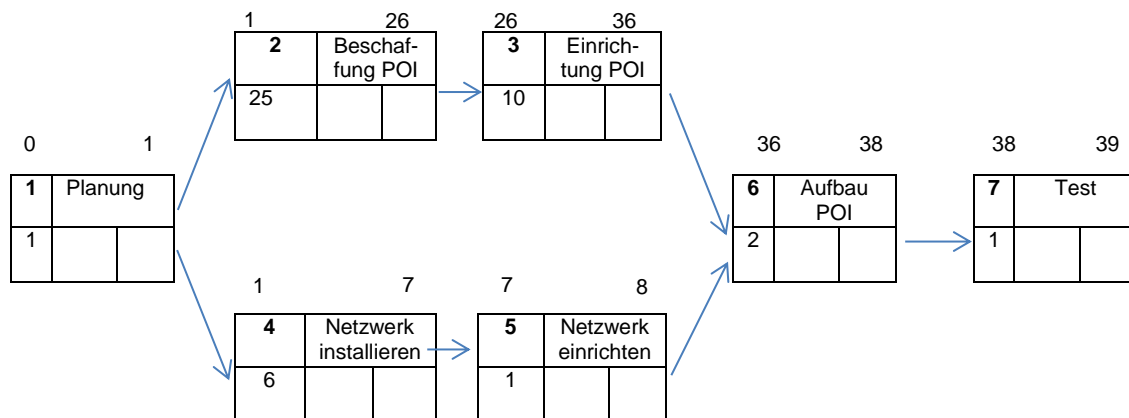 1 26
2 Beschaf-
fung POI
25
26 36
3 Einrich-
tung POI
10
0 1
1 Planung
1
36 38
6 Aufbau
POI
2
38 39
7 Test
1
1 7
4 Netzwerk
installieren
6
7 8
5 Netzwerk
einrichten
1